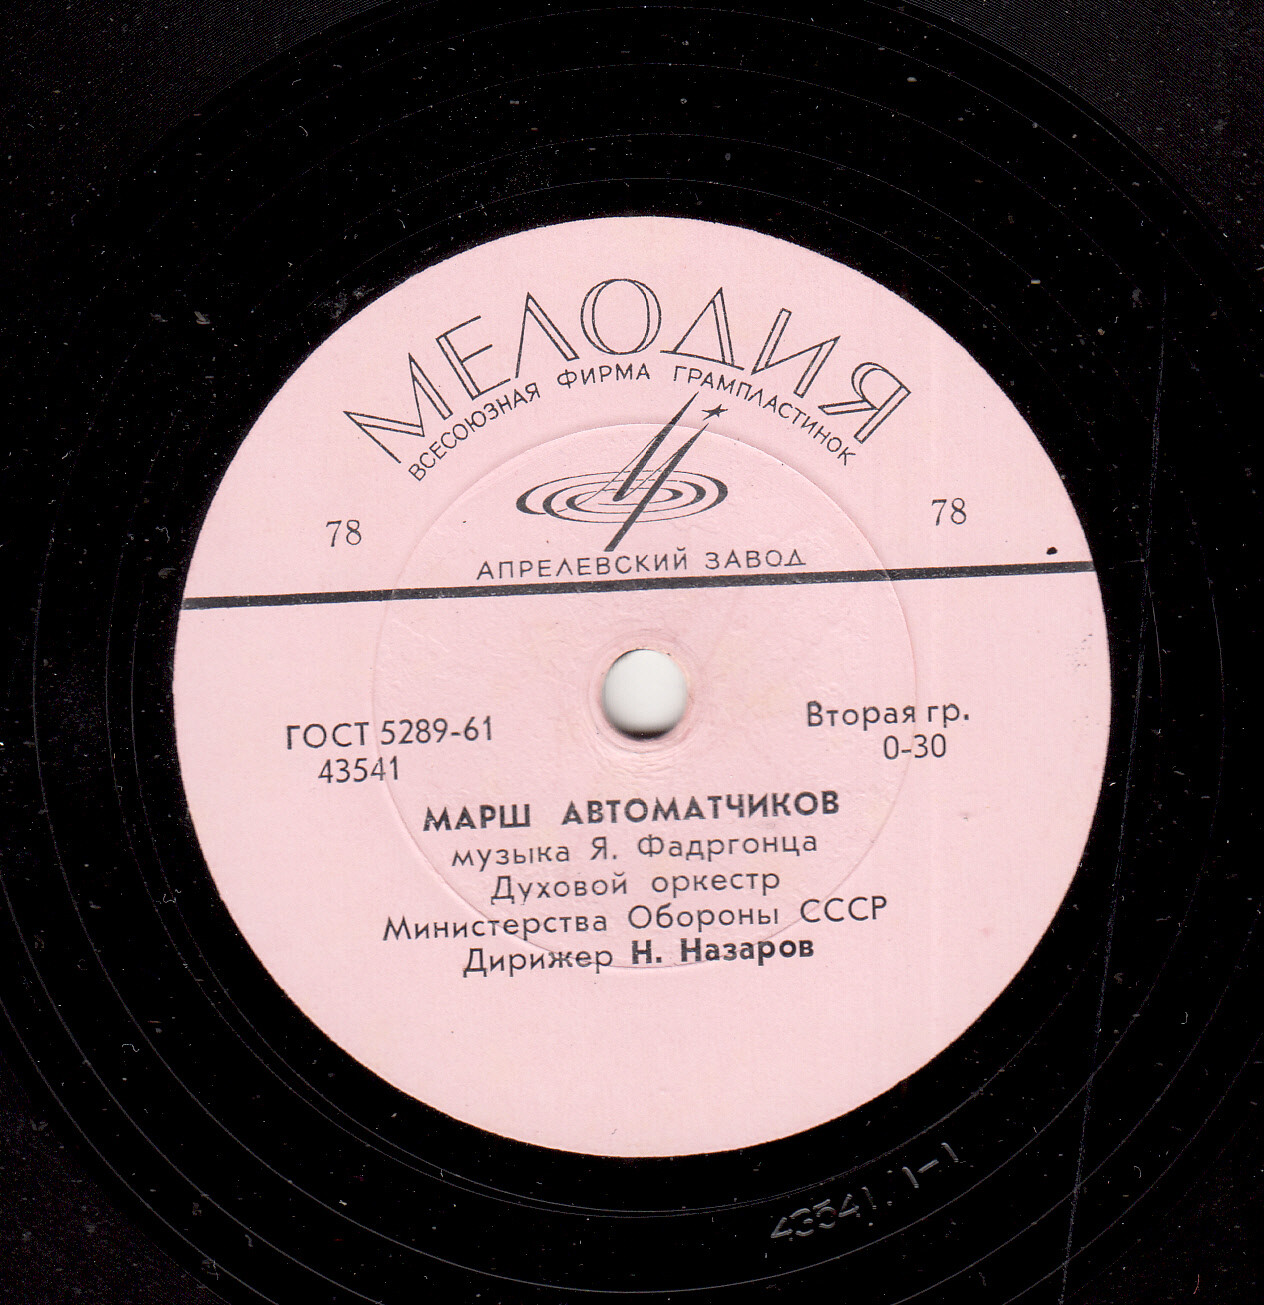 МЕЛОДИЯ
ВСЕСОЮЗНАЯ ФИРМА ГРАМПЛАСТИНОК
78
78
АПРЕЛЕВСКИЙ ЗАВОД
ГОСТ 5289-61
43541
Вторая гр.
0-30
МАРШ АВТОМАТЧИКОВ
музыка Я. Фадргонца
Духовой оркестр
Министерства Обороны СССР
Дирижер Н. Назаров
43541. 1-1